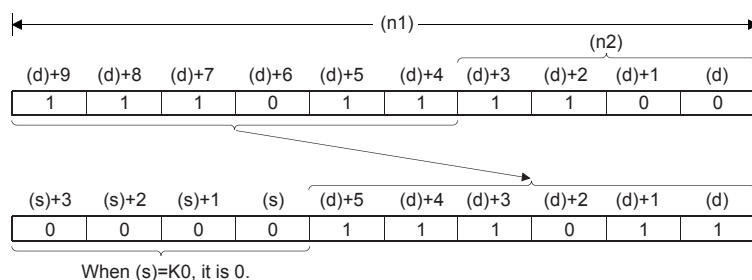 (n1)
(n2)
(d)+9 (d)+8 (d)+7 (d)+6 (d)+5 (d)+4 (d)+3 (d)+2 (d)+1 (d)
1 1 1 0 1 1 1 1 0 0
(s)+3 (s)+2 (s)+1 (s) (d)+5 (d)+4 (d)+3 (d)+2 (d)+1 (d)
0 0 0 0 1 1 1 0 1 1
When (s)=K0, it is 0.